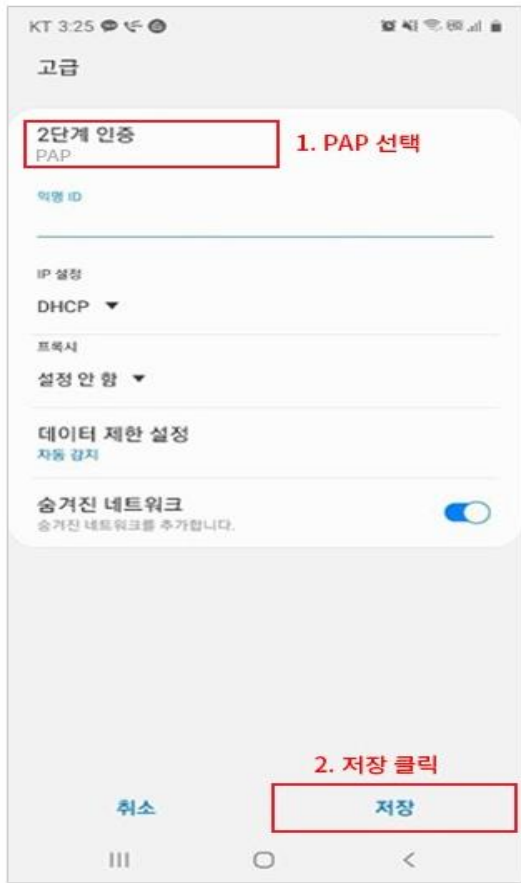 KT 3:25
고급
2단계 인증
PAP
1. PAP 선택
익명 ID
IP 설정
DHCP
프록시
설정 안 함
데이터 제한 설정
자동 감지
숨겨진 네트워크
숨겨진 네트워크를 추가합니다.
2. 저장 클릭
취소
저장